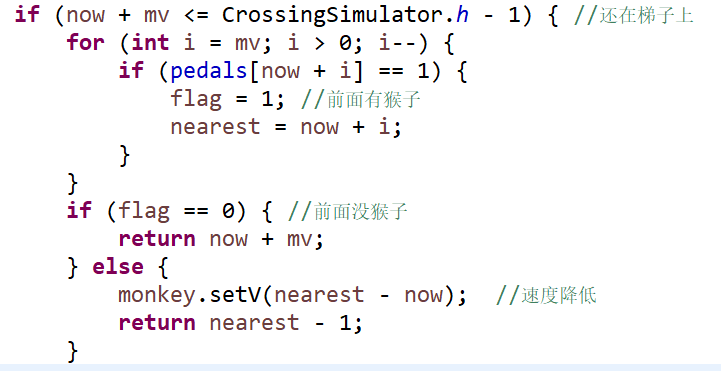 if (now + mv <= CrossingSimulator.h - 1) { //还在梯子上
for (int i = mv; i > 0; i--) {
if (pedals[now + i] == 1) {
flag = 1; //前面有猴子
nearest = now + i;
}
}
if (flag == 0) { //前面没猴子
return now + mv;
} else {
monkey.setV(nearest - now); //速度降低
return nearest - 1;
}